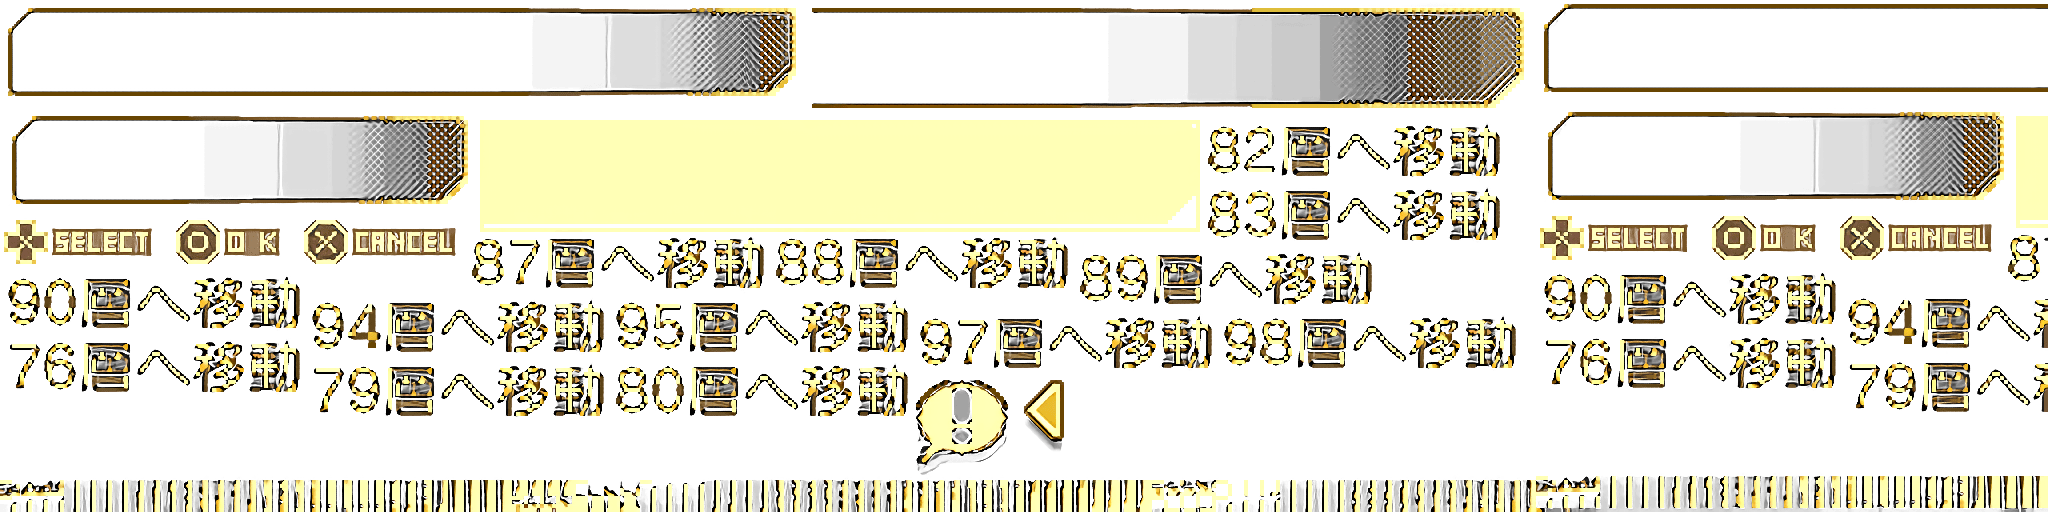 82層へ移動
83層へ移動
SELECT OK CANCEL 87層へ移動 88層へ移動 89層へ移動 SELECT OK CANCEL
90層へ移動 94層へ移動 95層へ移動 97層へ移動 98層へ移動 90層へ移動 94層へ
76層へ移動 79層へ移動 80層へ移動 ! 76層へ移動 79層へ